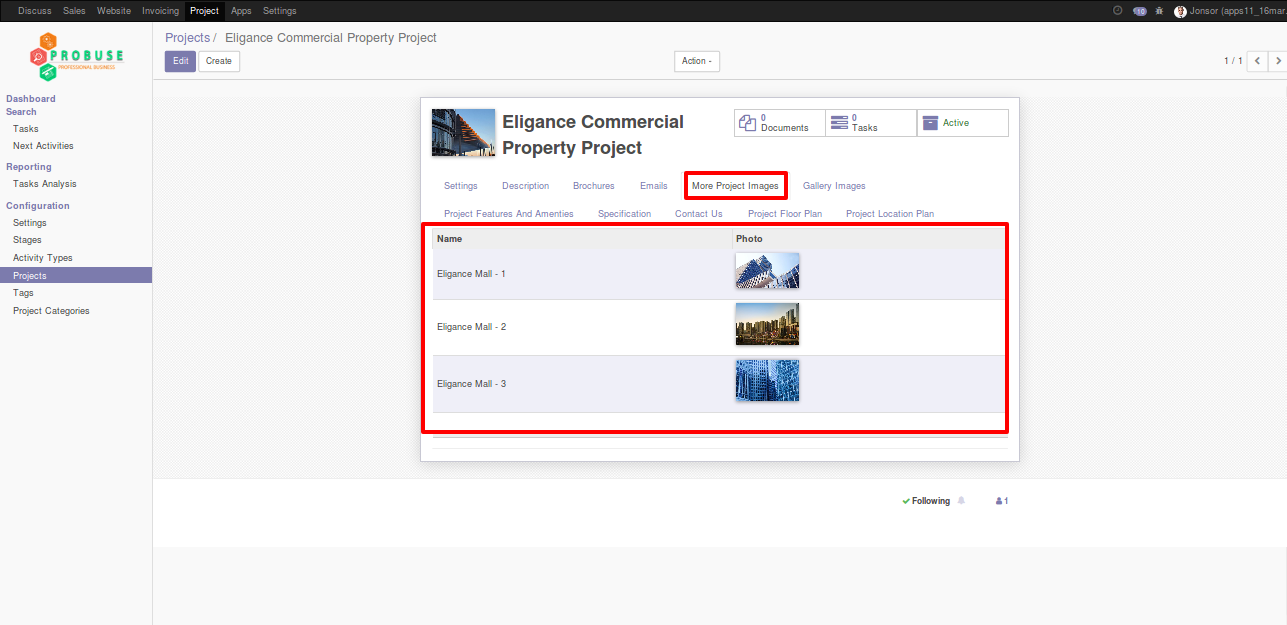 Discuss Sales Website Invoicing Project Apps Settings 10 Jonsor (apps11_16mar.
PROBUSE
PROFESSIONAL BUSINESS
Projects / Eligance Commercial Property Project
Edit Create Action - 1 / 1
Dashboard
Search
Tasks
Next Activities
Reporting
Tasks Analysis
Configuration
Settings
Stages
Activity Types
Projects
Tags
Project Categories
Eligance Commercial
Property Project
0
Documents
0
Tasks
Active
Settings Description Brochures Emails More Project Images Gallery Images
Project Features And Amenties Specification Contact Us Project Floor Plan Project Location Plan
Name Photo
Eligance Mall - 1
Eligance Mall - 2
Eligance Mall - 3
Following 1